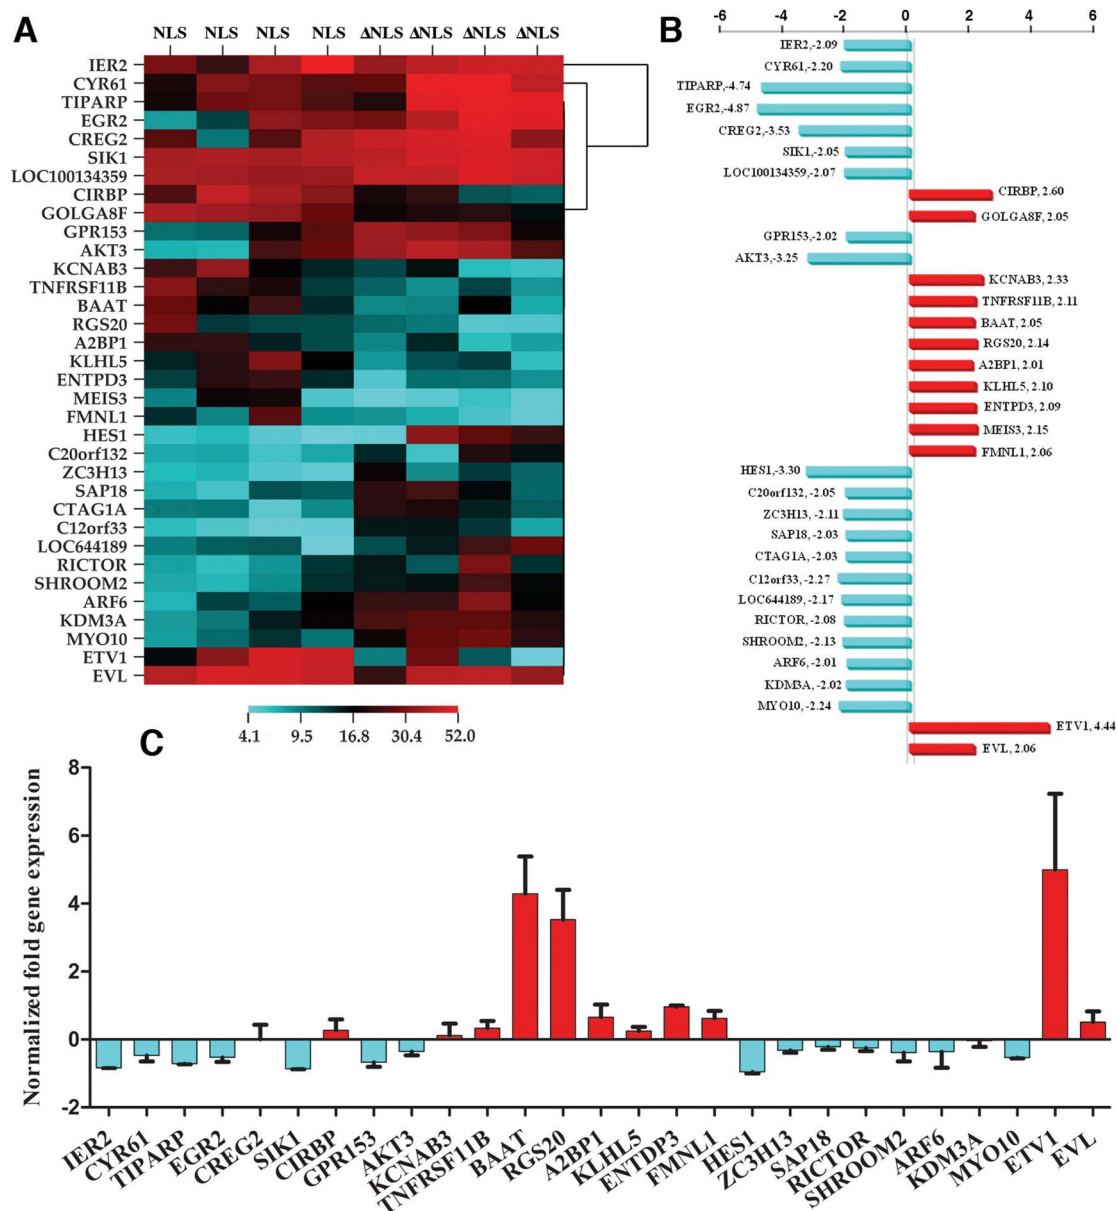 A
NLS NLS NLS NLS ΔNLS ΔNLS ΔNLS ΔNLS
IER2
CYR61
TIPARP
EGR2
CREG2
SIK1
LOC100134359
CIRBP
GOLGA8F
GPR153
AKT3
KCNAB3
TNFRSF11B
BAAT
RGS20
A2BP1
KLHL5
ENTPD3
MEIS3
FMNL1
HES1
C20orf132
ZC3H13
SAP18
CTAG1A
C12orf33
LOC644189
RICTOR
SHROOM2
ARF6
KDM3A
MYO10
ETV1
EVL
4.1 9.5 16.8 30.4 52.0
B
-6 -4 -2 0 2 4 6
IER2,-2.09
CYR61, -2.20
TIPARP,-4.74
EGR2,-4.87
CREG2,-3.53
SIK1,-2.05
LOC100134359,-2.07
CIRBP, 2.60
GOLGA8F, 2.05
GPR153,-2.02
AKT3,-3.25
KCNAB3, 2.33
TNFRSF11B, 2.11
BAAT, 2.05
RGS20, 2.14
A2BP1, 2.01
KLHL5, 2.10
ENTPD3, 2.09
MEIS3, 2.15
FMNL1, 2.06
HES1,-3.30
C20orf132, -2.05
ZC3H13, -2.11
SAP18, -2.03
CTAG1A, -2.03
C12orf33, -2.27
LOC644189, -2.17
RICTOR, -2.08
SHROOM2, -2.13
ARF6, -2.01
KDM3A, -2.02
MYO10, -2.24
ETV1, 4.44
EVL, 2.06
C
Normalized fold gene expression
8
6
4
2
0
-2
IER2 CYR61 TIPARP EGR2 CREG2 SIK1 CIRBP GPR153 AKT3 KCNAB3 TNFRSF11B BAAT RGS20 A2BP1 KLHL5 ENTDP3 FMNL1 HES1 ZC3H13 SAP18 RICTOR SHROOM2 ARF6 KDM3A MYO10 ETV1 EVL